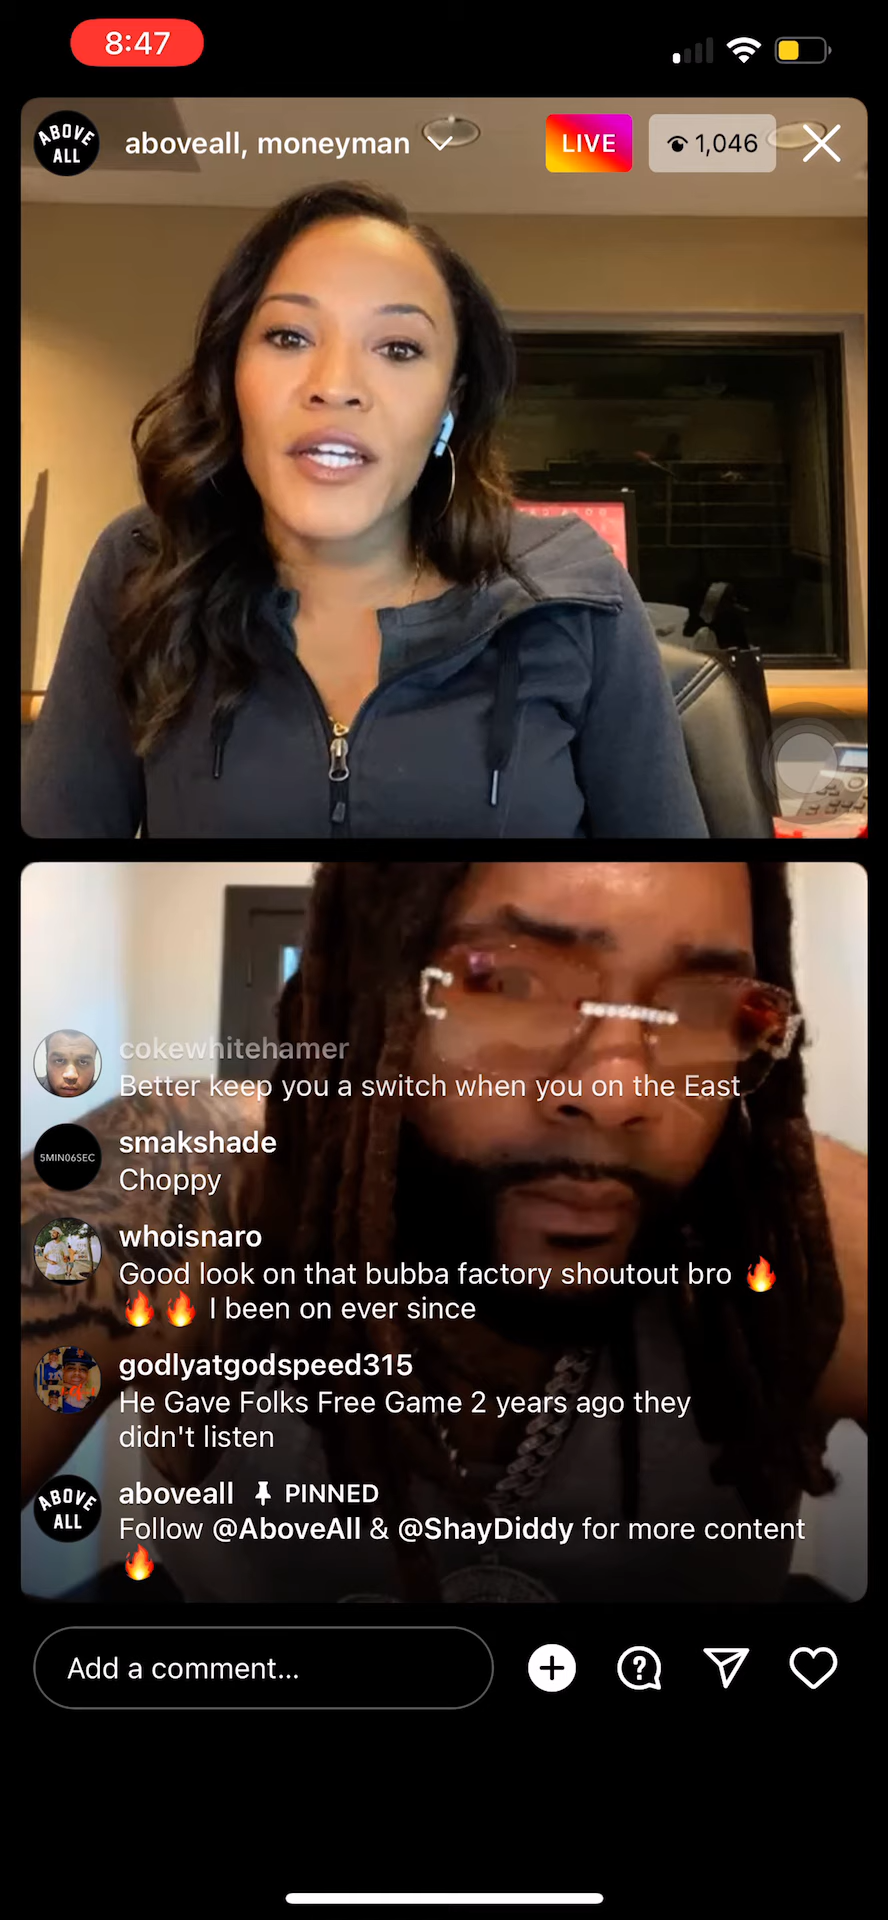 8:47
ABOVE
ALL
aboveall, moneyman
LIVE
1,046
cokewhitehamer
Better keep you a switch when you on the East
5MIN06SEC
smakshade
Choppy
whoisnaro
Good look on that bubba factory shoutout bro 🔥
🔥🔥 I been on ever since
godlyatgodspeed315
He Gave Folks Free Game 2 years ago they
didn't listen
ABOVE
ALL
aboveall 📌 PINNED
Follow @AboveAll & @ShayDiddy for more content
🔥
Add a comment...